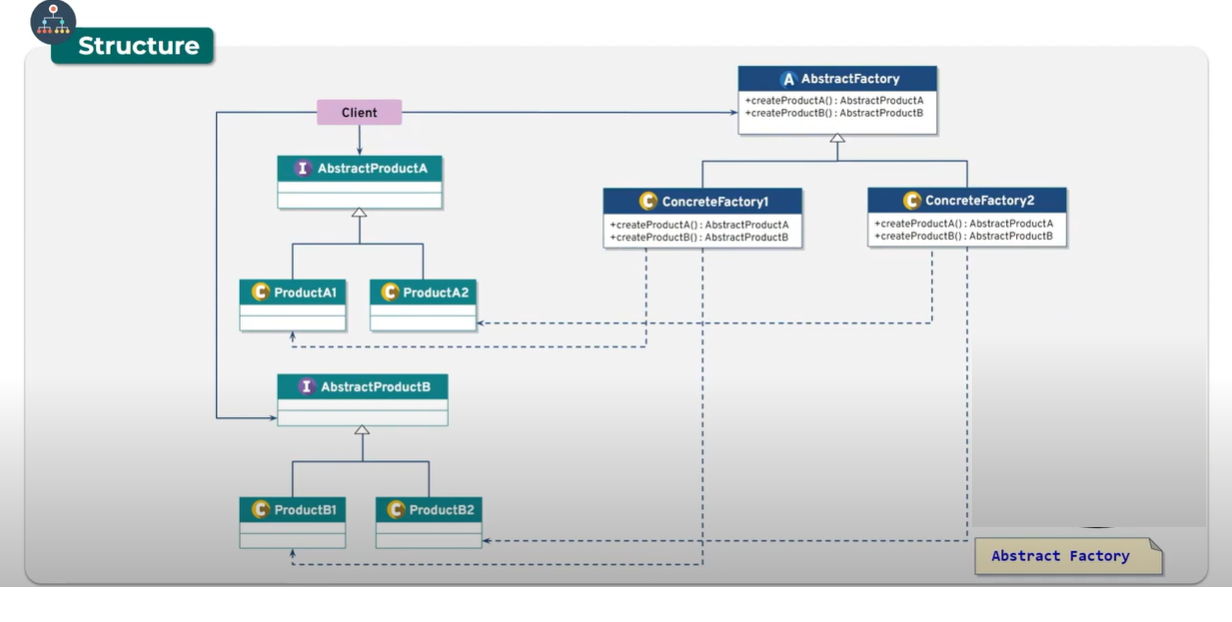 Structure
Client
A AbstractFactory
+createProductA() : AbstractProductA
+createProductB() : AbstractProductB
I AbstractProductA
C ConcreteFactory1
+createProductA() : AbstractProductA
+createProductB() : AbstractProductB
C ConcreteFactory2
+createProductA() : AbstractProductA
+createProductB() : AbstractProductB
C ProductA1
C ProductA2
I AbstractProductB
C ProductB1
C ProductB2
Abstract Factory